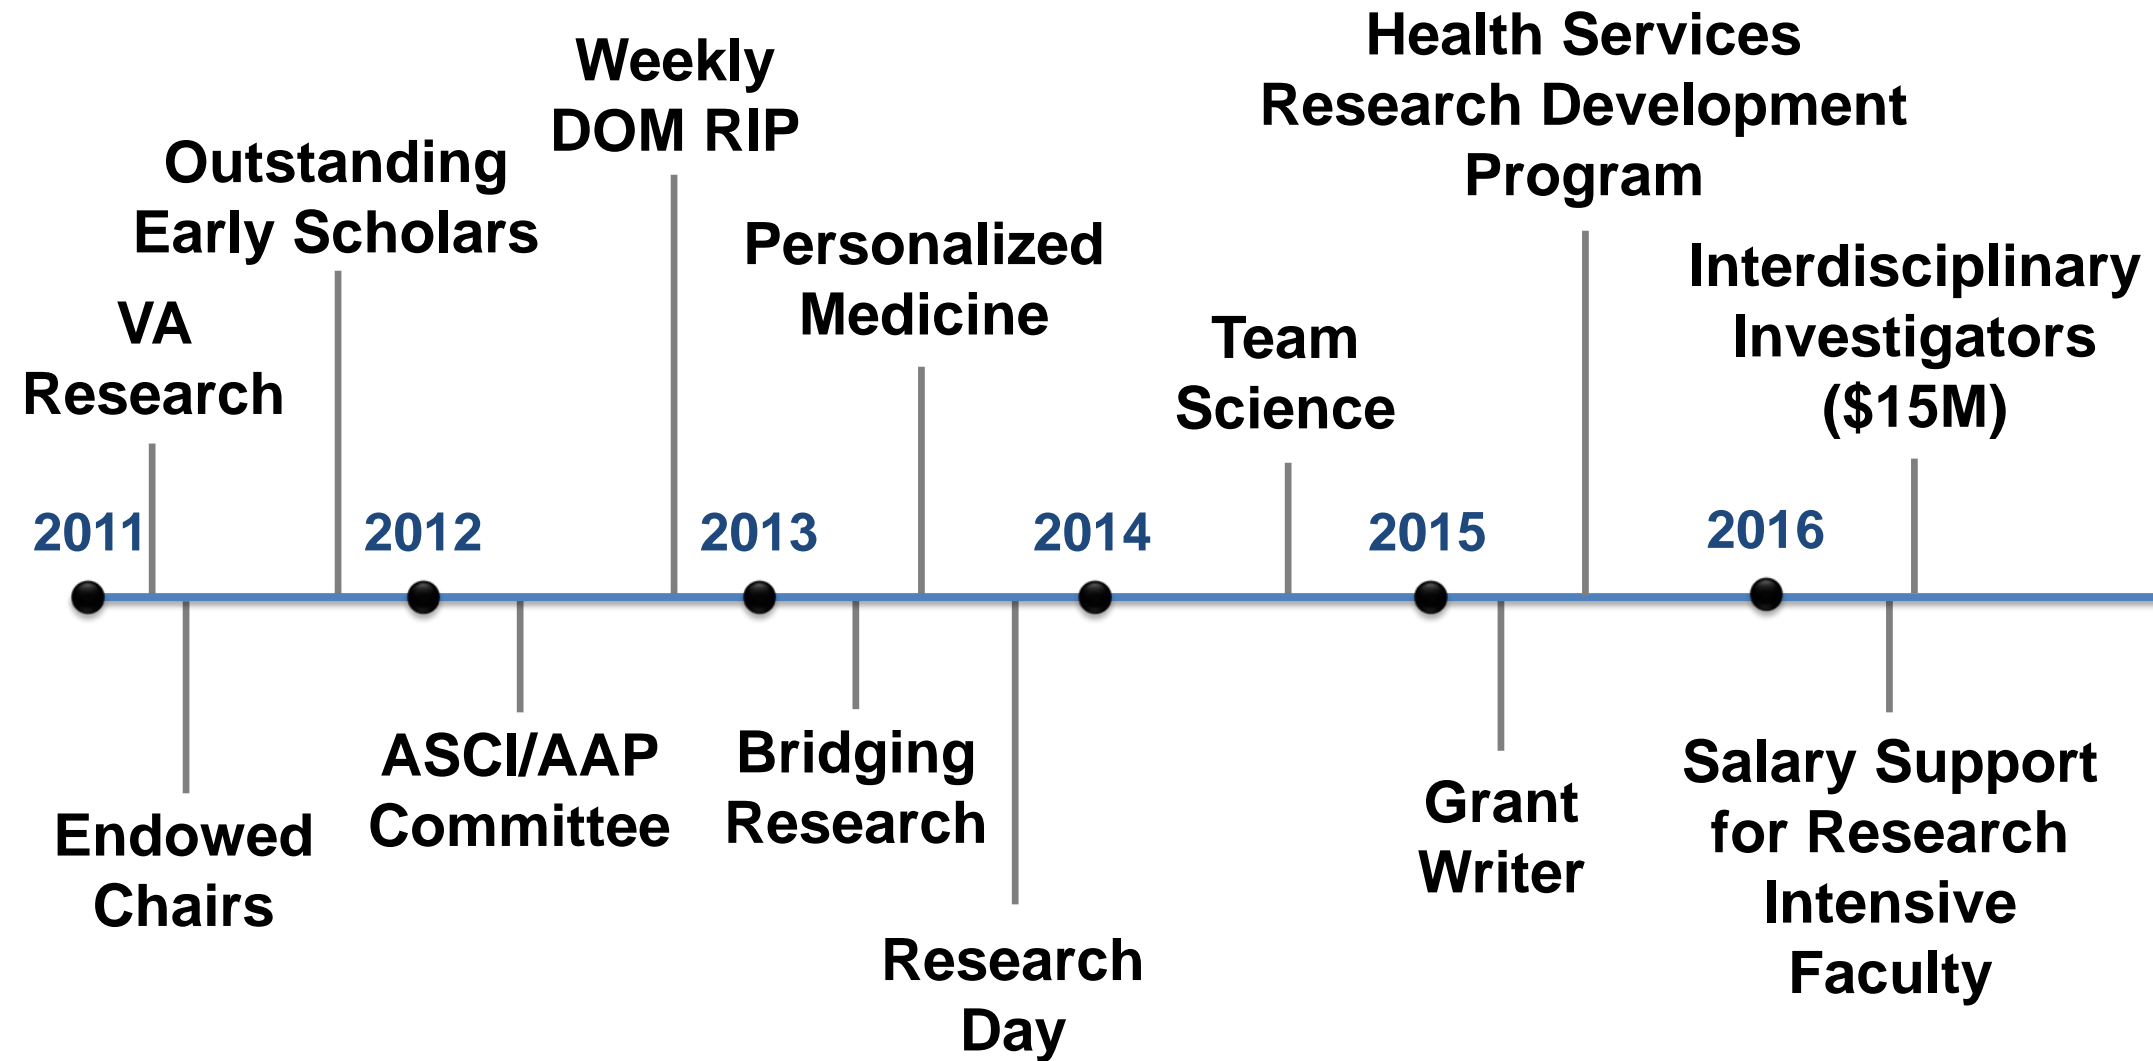 Health Services
Research Development
Program
Weekly
DOM RIP
Outstanding
Early Scholars
Personalized
Medicine
Interdisciplinary
Investigators
($15M)
VA
Research
Team
Science
2011
2012
2013
2014
2015
2016
Endowed
Chairs
ASCI/AAP
Committee
Bridging
Research
Research
Day
Grant
Writer
Salary Support
for Research
Intensive
Faculty